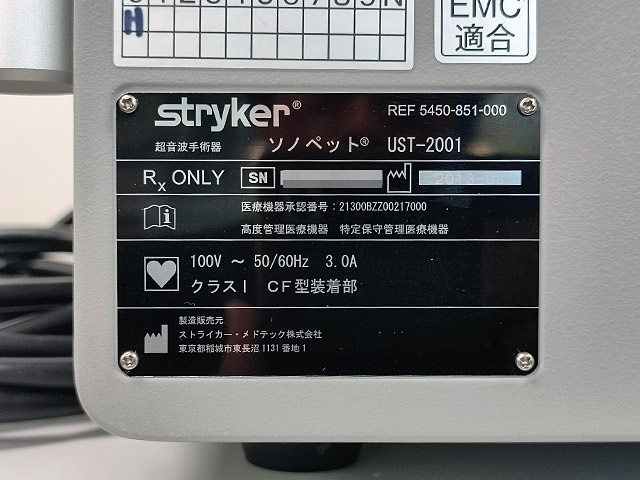 H
EMC
適合
stryker®
REF 5450-851-000
超音波手術器 ソノペット® UST-2001
Rx ONLY SN
医療機器承認番号：21300BZZ00217000
高度管理医療機器 特定保守管理医療機器
100V ～ 50/60Hz 3.0A
クラスⅠ CF型装着部
製造販売元
ストライカー・メドテック株式会社
東京都稲城市東長沼 1131 番地 1